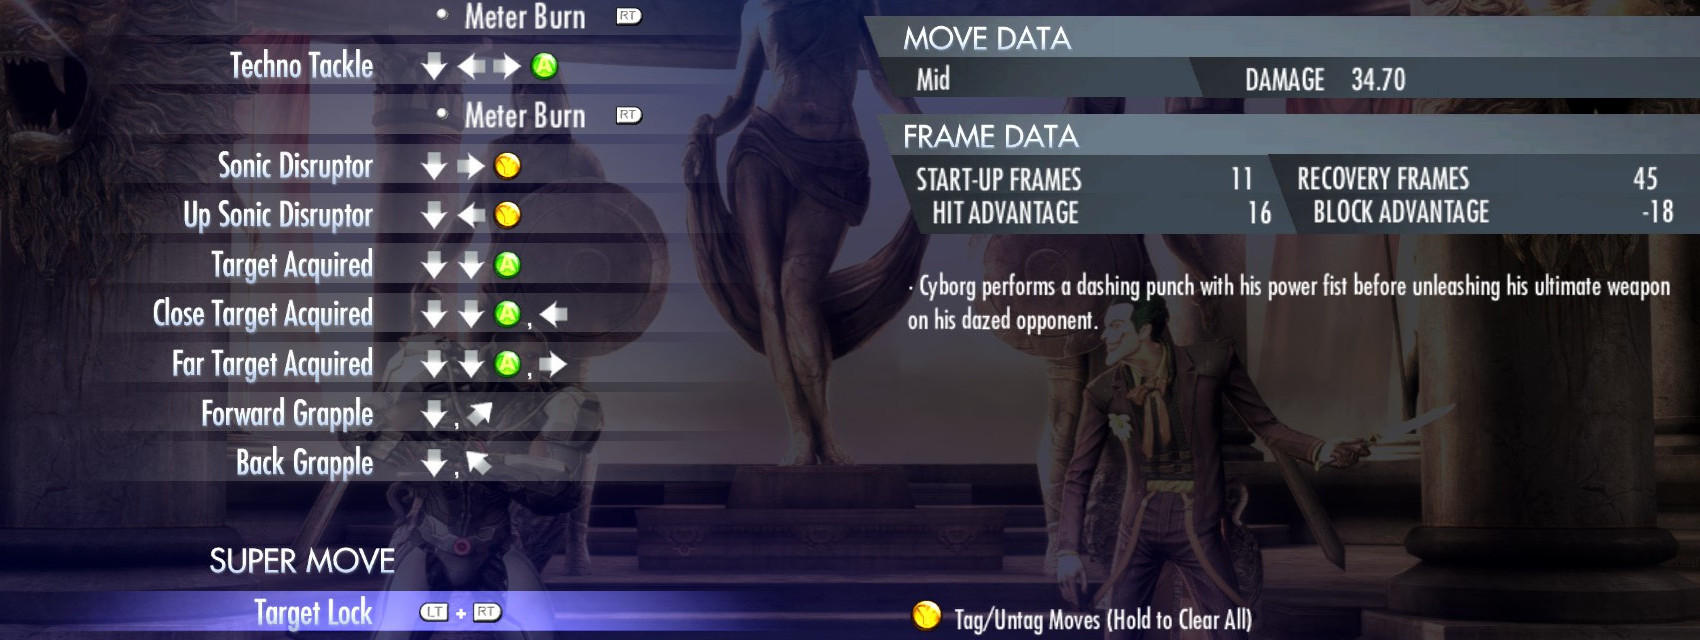 Meter Burn RT
Techno Tackle A
Meter Burn RT
Sonic Disruptor Y
Up Sonic Disruptor Y
Target Acquired A
Close Target Acquired A ,
Far Target Acquired A ,
Forward Grapple ,
Back Grapple ,
SUPER MOVE
Target Lock LT + RT
MOVE DATA
Mid DAMAGE 34.70
FRAME DATA
START-UP FRAMES 11 RECOVERY FRAMES 45
HIT ADVANTAGE 16 BLOCK ADVANTAGE -18
· Cyborg performs a dashing punch with his power fist before unleashing his ultimate weapon
on his dazed opponent.
Y Tag/Untag Moves (Hold to Clear All)